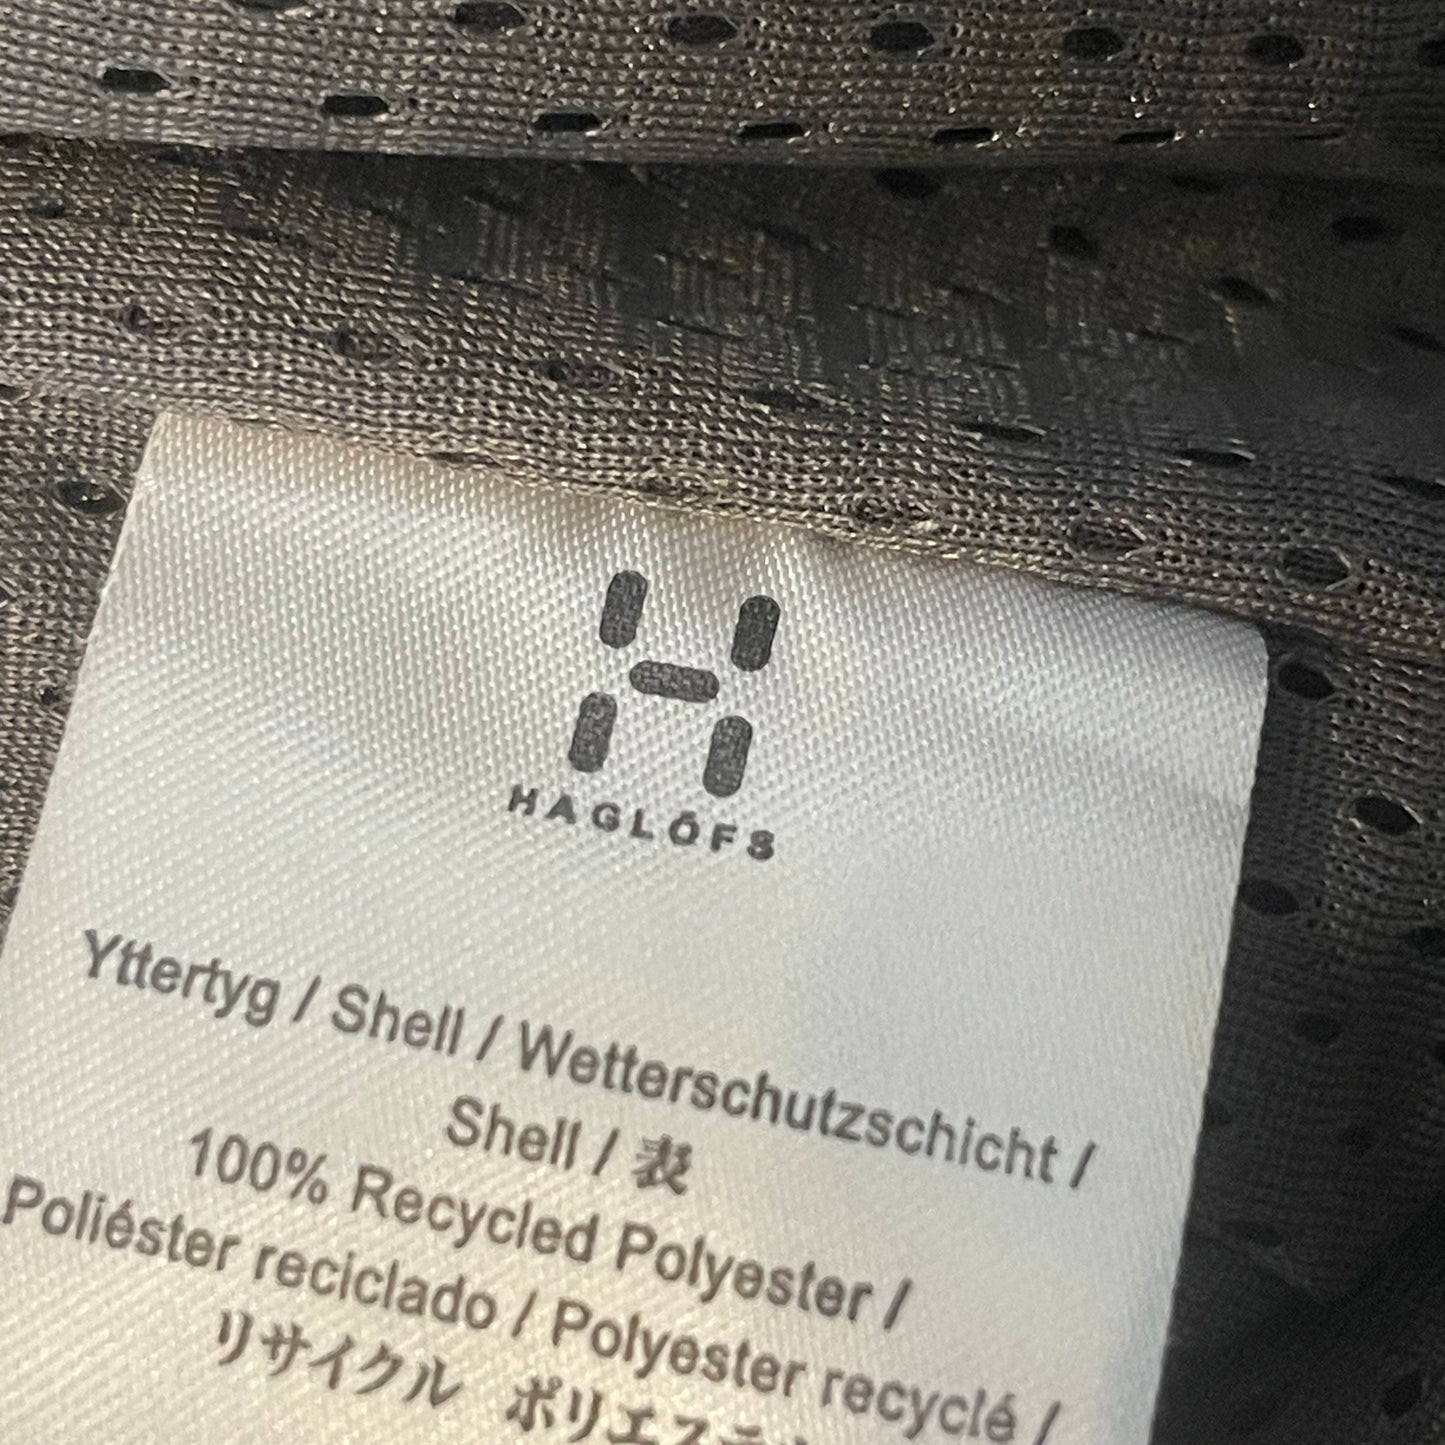 HAGLÖFS
Yttertyg / Shell / Wetterschutzschicht /
Shell / 表
100% Recycled Polyester /
Poliéster reciclado / Polyester recyclé /
リサイクル ポリエステル